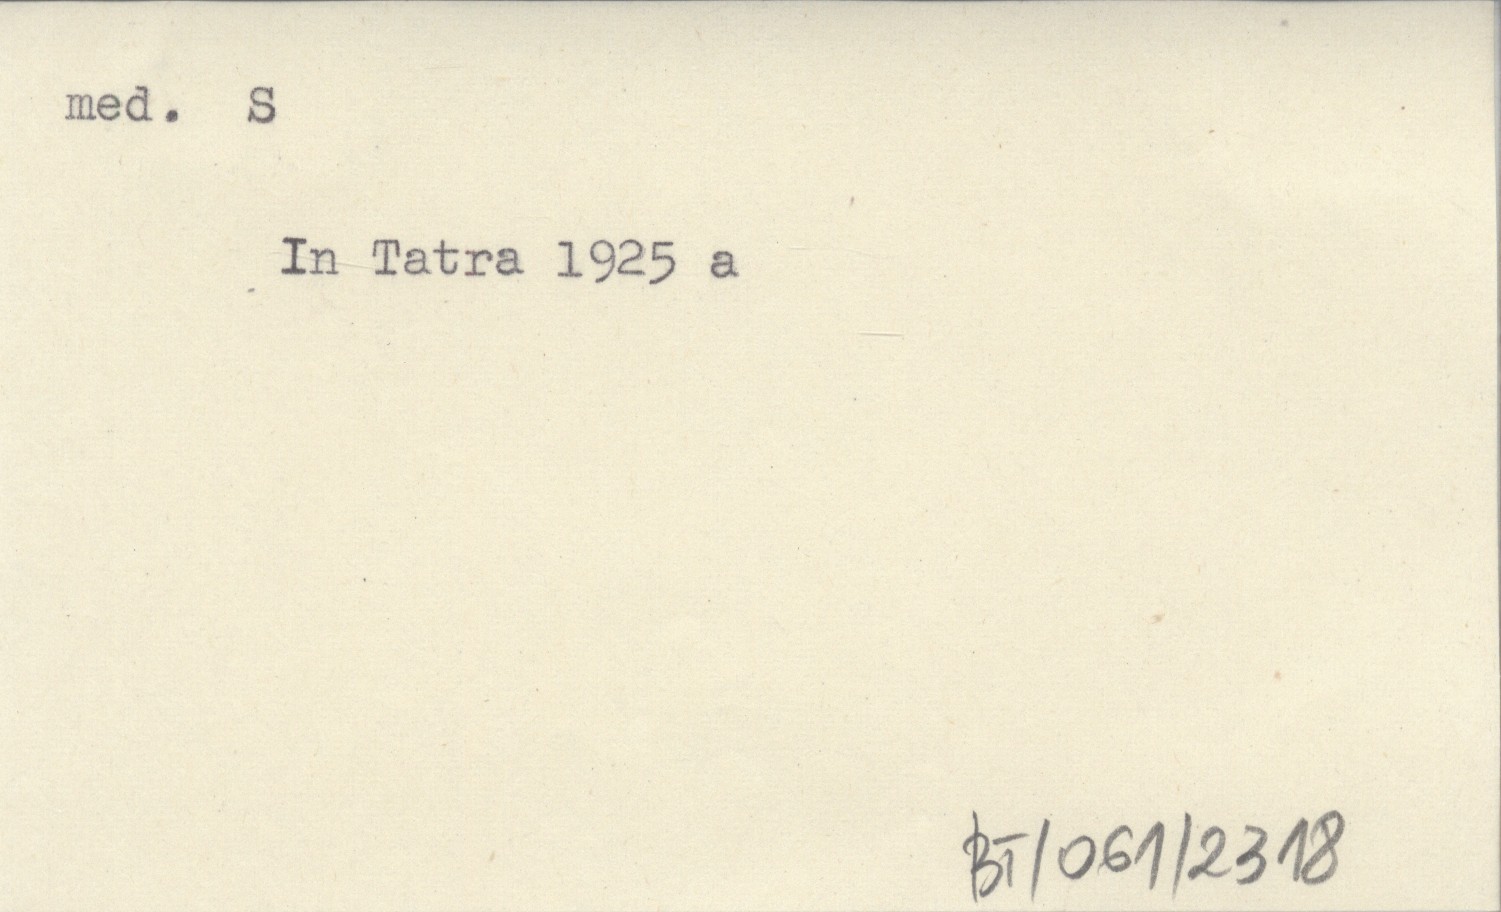 med. S
In Tatra 1925 a
BT/061/2318